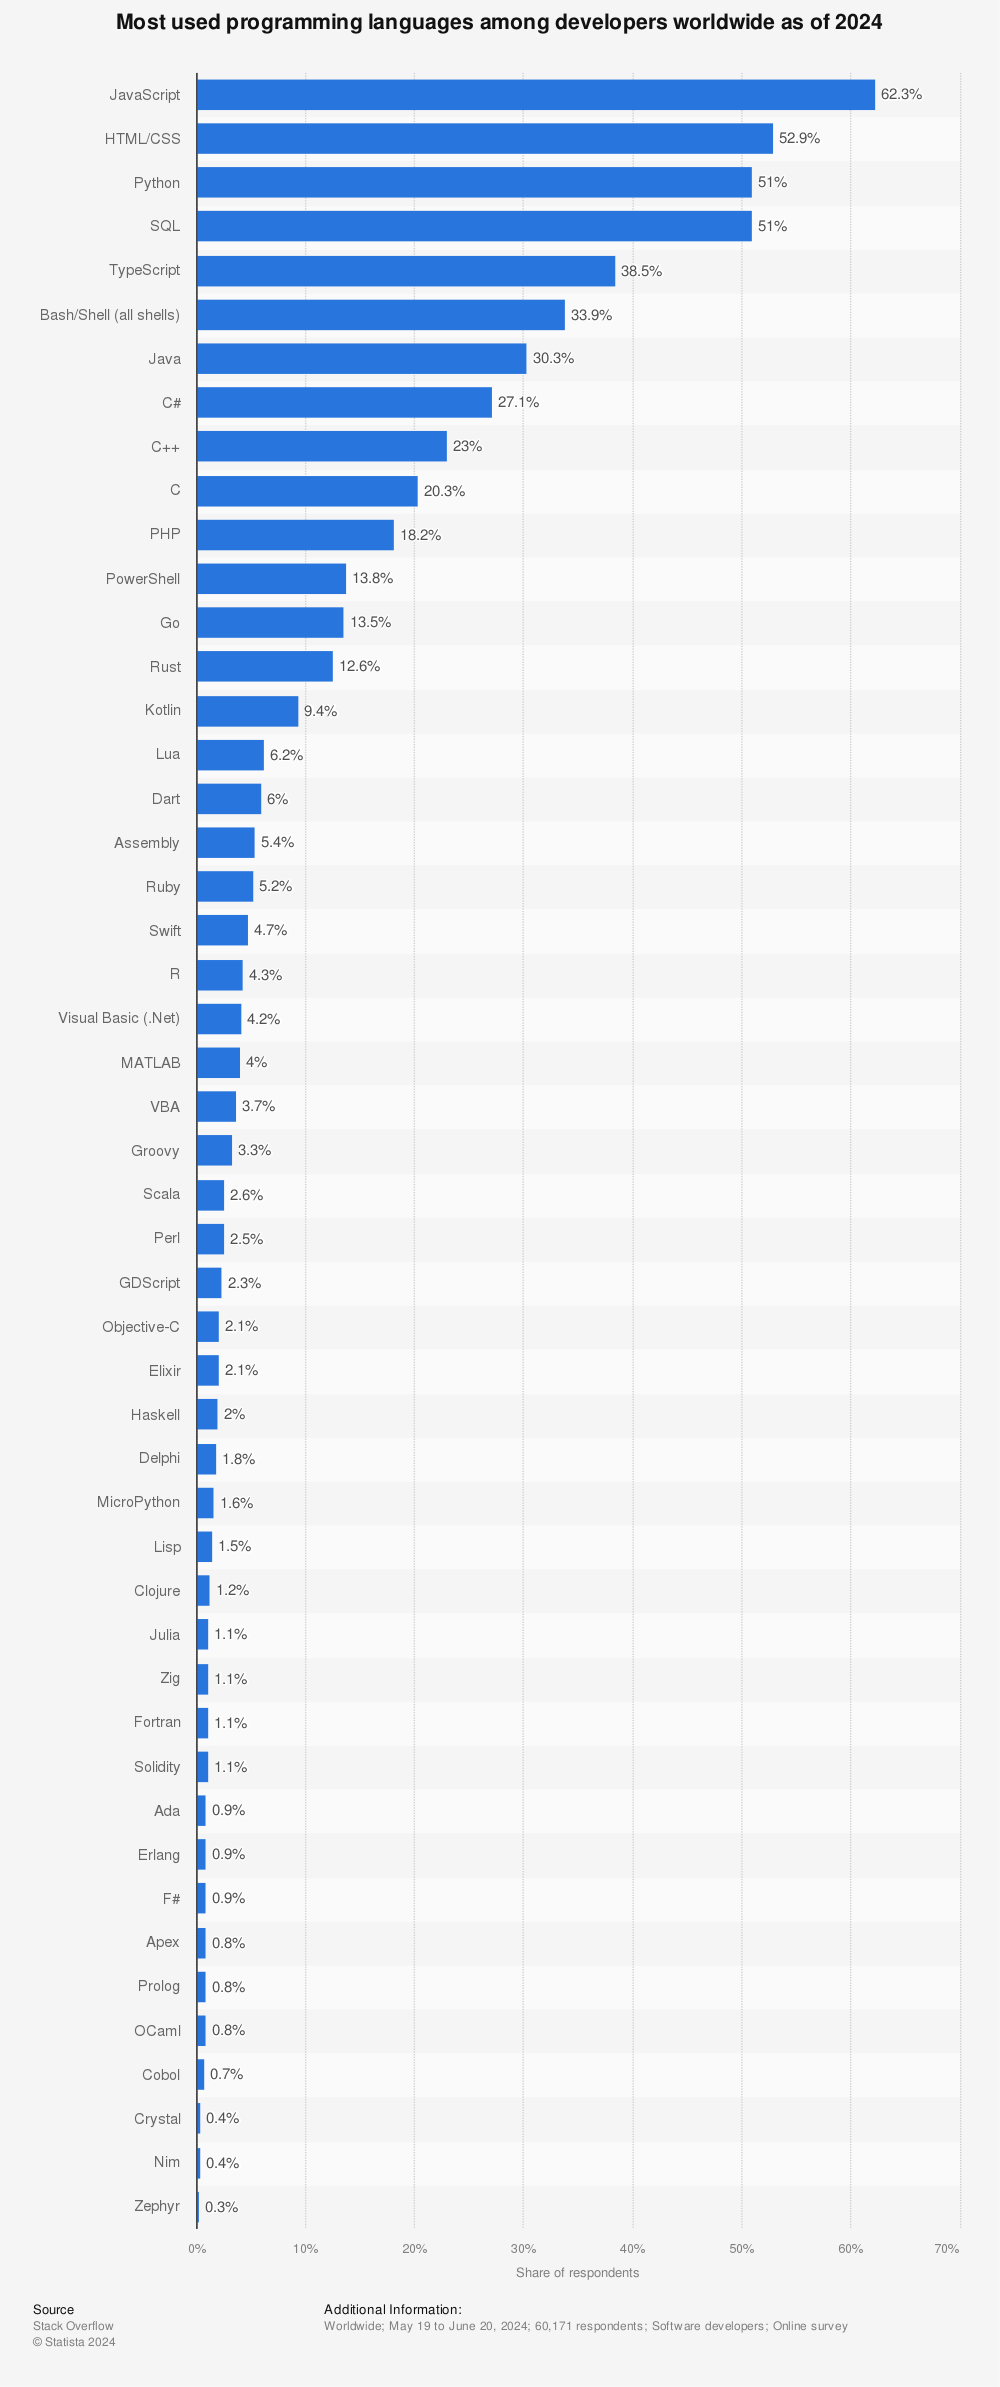 Most used programming languages among developers worldwide as of 2024
JavaScript 62.3%
HTML/CSS 52.9%
Python 51%
SQL 51%
TypeScript 38.5%
Bash/Shell (all shells) 33.9%
Java 30.3%
C# 27.1%
C++ 23%
C 20.3%
PHP 18.2%
PowerShell 13.8%
Go 13.5%
Rust 12.6%
Kotlin 9.4%
Lua 6.2%
Dart 6%
Assembly 5.4%
Ruby 5.2%
Swift 4.7%
R 4.3%
Visual Basic (.Net) 4.2%
MATLAB 4%
VBA 3.7%
Groovy 3.3%
Scala 2.6%
Perl 2.5%
GDScript 2.3%
Objective-C 2.1%
Elixir 2.1%
Haskell 2%
Delphi 1.8%
MicroPython 1.6%
Lisp 1.5%
Clojure 1.2%
Julia 1.1%
Zig 1.1%
Fortran 1.1%
Solidity 1.1%
Ada 0.9%
Erlang 0.9%
F# 0.9%
Apex 0.8%
Prolog 0.8%
OCaml 0.8%
Cobol 0.7%
Crystal 0.4%
Nim 0.4%
Zephyr 0.3%
0% 10% 20% 30% 40% 50% 60% 70%
Share of respondents
Source
Stack Overflow
© Statista 2024
Additional Information:
Worldwide; May 19 to June 20, 2024; 60,171 respondents; Software developers; Online survey